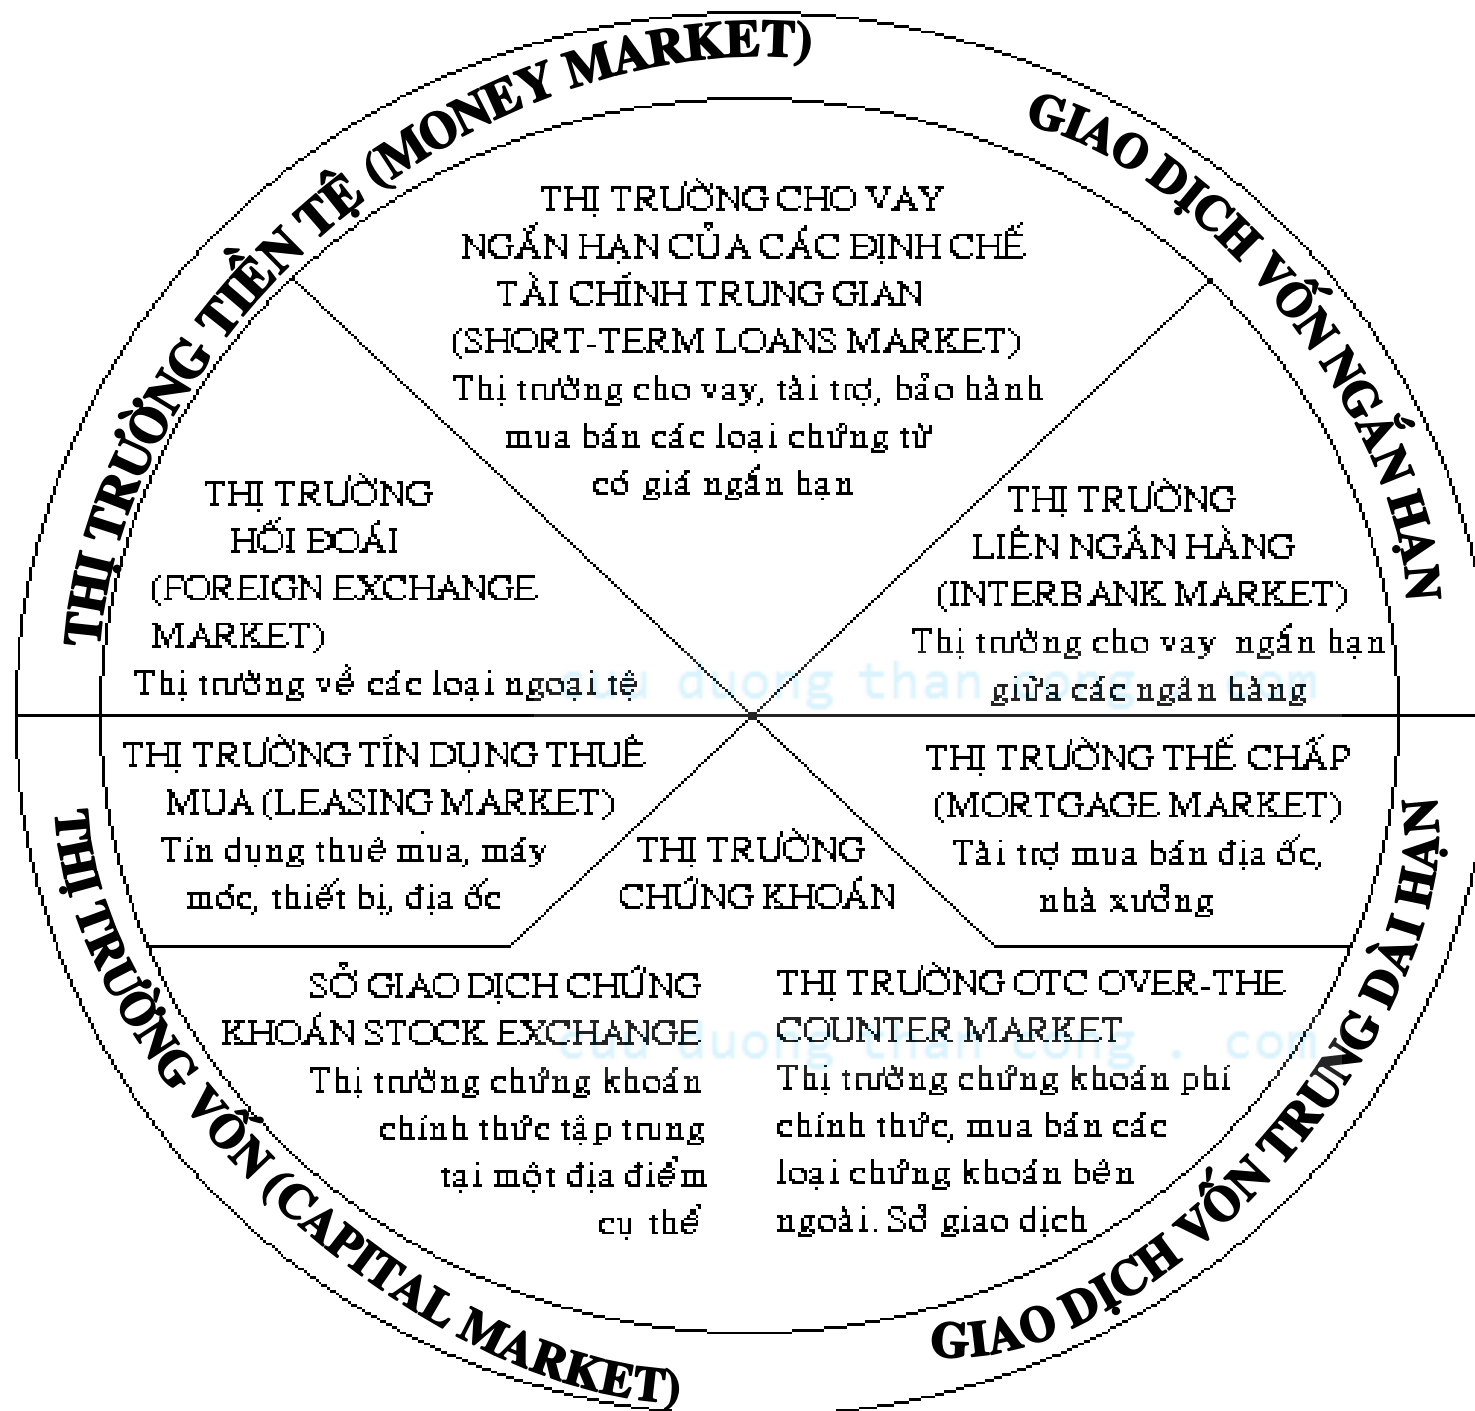 THỊ TRƯỜNG TIỀN TỆ (MONEY MARKET)
GIAO DỊCH VỐN NGẮN HẠN
THỊ TRƯỜNG CHO VAY
NGẮN HẠN CỦA CÁC ĐỊNH CHẾ
TÀI CHÍNH TRUNG GIAN
(SHORT-TERM LOANS MARKET)
Thị trường cho vay, tài trợ, bảo hành
mua bán các loại chứng từ
có giá ngắn hạn
THỊ TRƯỜNG
HỐI ĐOÁI
(FOREIGN EXCHANGE
MARKET)
Thị trường về các loại ngoại tệ
THỊ TRƯỜNG
LIÊN NGÂN HÀNG
(INTERBANK MARKET)
Thị trường cho vay ngắn hạn
giữa các ngân hàng
cuu duong than cong . com
THỊ TRƯỜNG TÍN DỤNG THUÊ
MUA (LEASING MARKET)
Tín dụng thuê mua, máy
móc, thiết bị, địa ốc
THỊ TRƯỜNG
CHỨNG KHOÁN
THỊ TRƯỜNG THẾ CHẤP
(MORTGAGE MARKET)
Tài trợ mua bán địa ốc,
nhà xưởng
SỞ GIAO DỊCH CHỨNG
KHOÁN STOCK EXCHANGE
Thị trường chứng khoán
chính thức tập trung
tại một địa điểm
cụ thể
THỊ TRƯỜNG OTC OVER-THE
COUNTER MARKET
Thị trường chứng khoán phi
chính thức, mua bán các
loại chứng khoán bên
ngoài. Sở giao dịch
cuu duong than cong . com
THỊ TRƯỜNG VỐN (CAPITAL MARKET)
GIAO DỊCH VỐN TRUNG DÀI HẠN